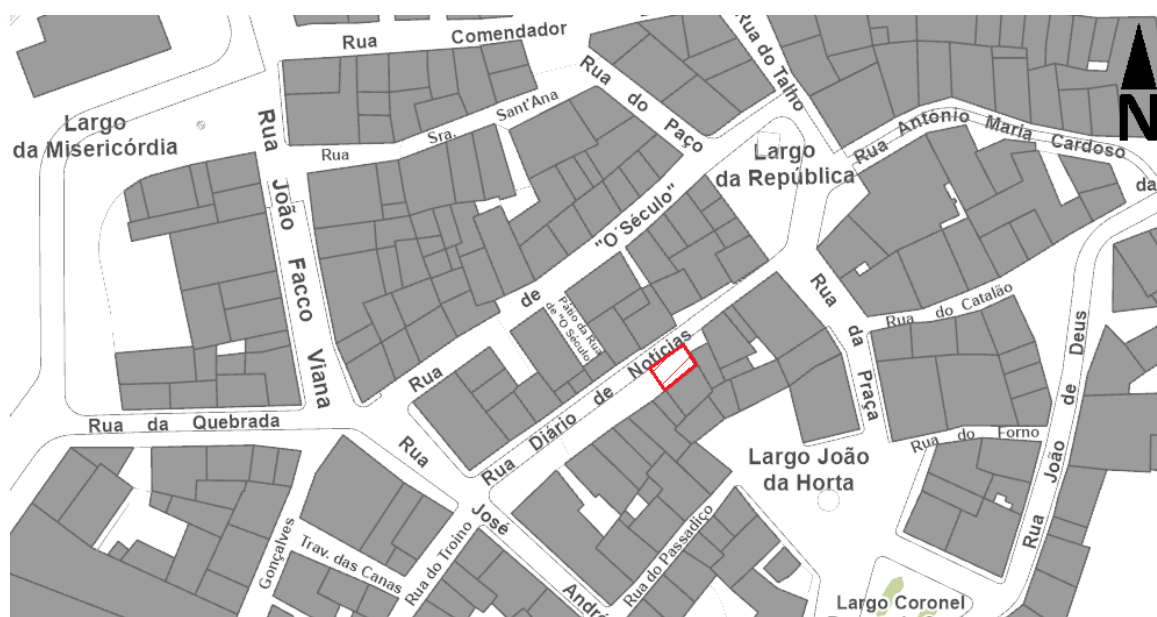 Rua Comendador
Rua do Paço
Rua do Talho
Largo
da Misericórdia
Rua Sra. Sant'Ana
Rua João Facco Viana
Largo
da República
Rua Antonio Maria Cardoso
da
N
Rua de "O´Século"
Pátio da Rua
de "O Século"
Rua Diário de Notícias
Rua da Praça
Rua do Catalão
Rua João de Deus
Rua da Quebrada
Rua José André
Rua do Forno
Largo João
da Horta
Gonçalves
Trav. das Canas
Rua do Troino
Rua do Passadiço
Largo Coronel